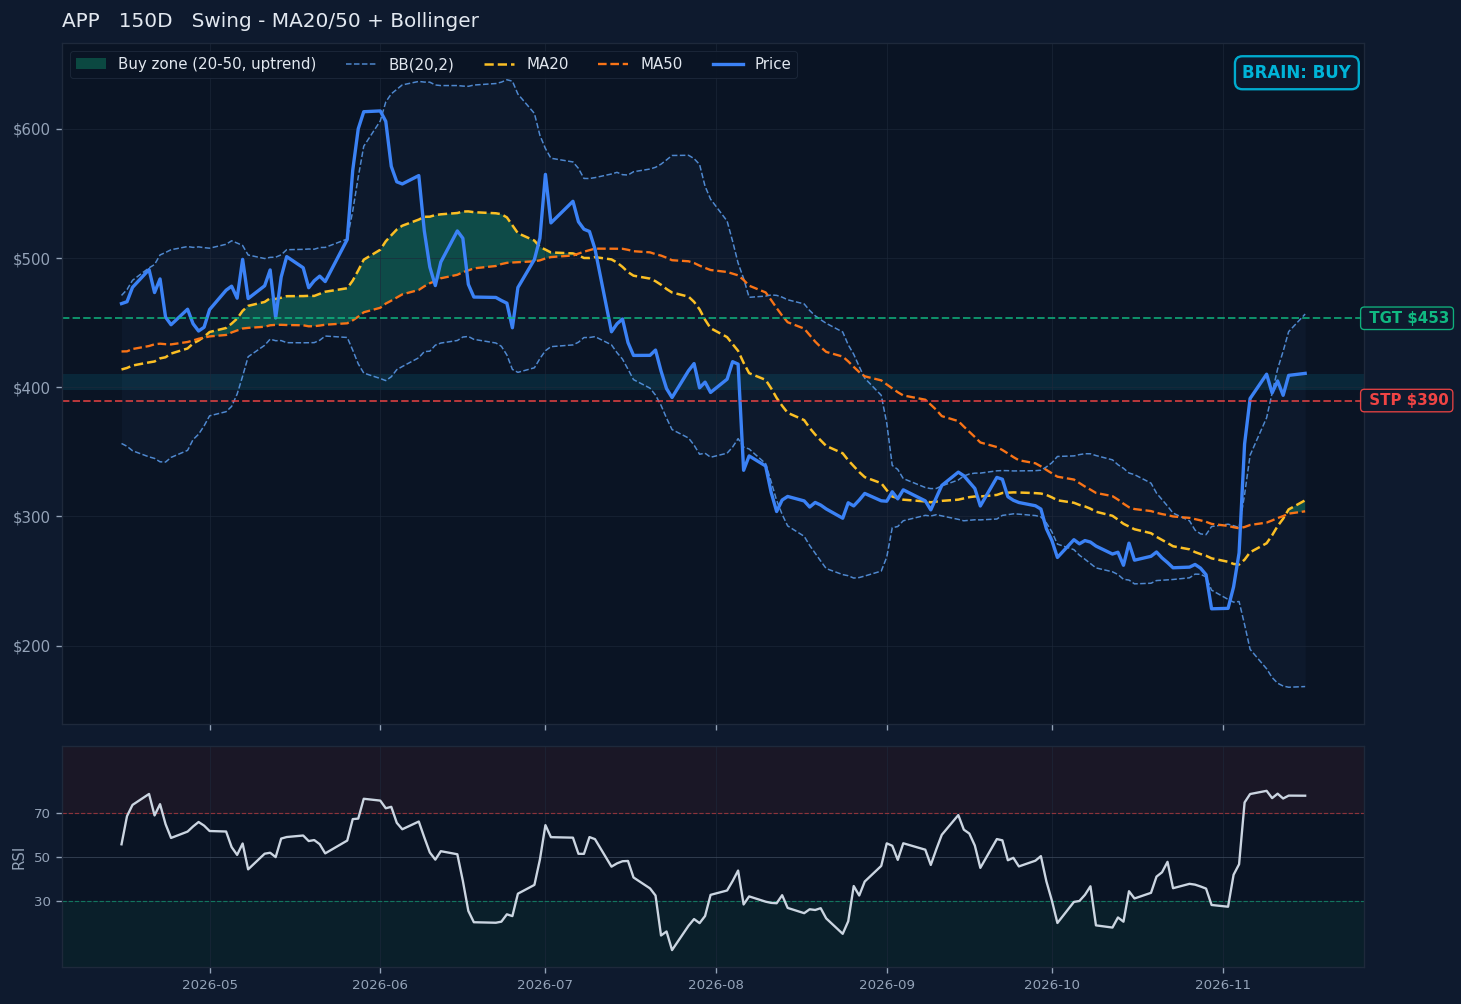 APP   150D   Swing - MA20/50 + Bollinger
Buy zone (20-50, uptrend)   BB(20,2)   MA20   MA50   Price
BRAIN: BUY
$600
$500
TGT $453
$400
STP $390
$300
$200
RSI
70
50
30
2026-05   2026-06   2026-07   2026-08   2026-09   2026-10   2026-11